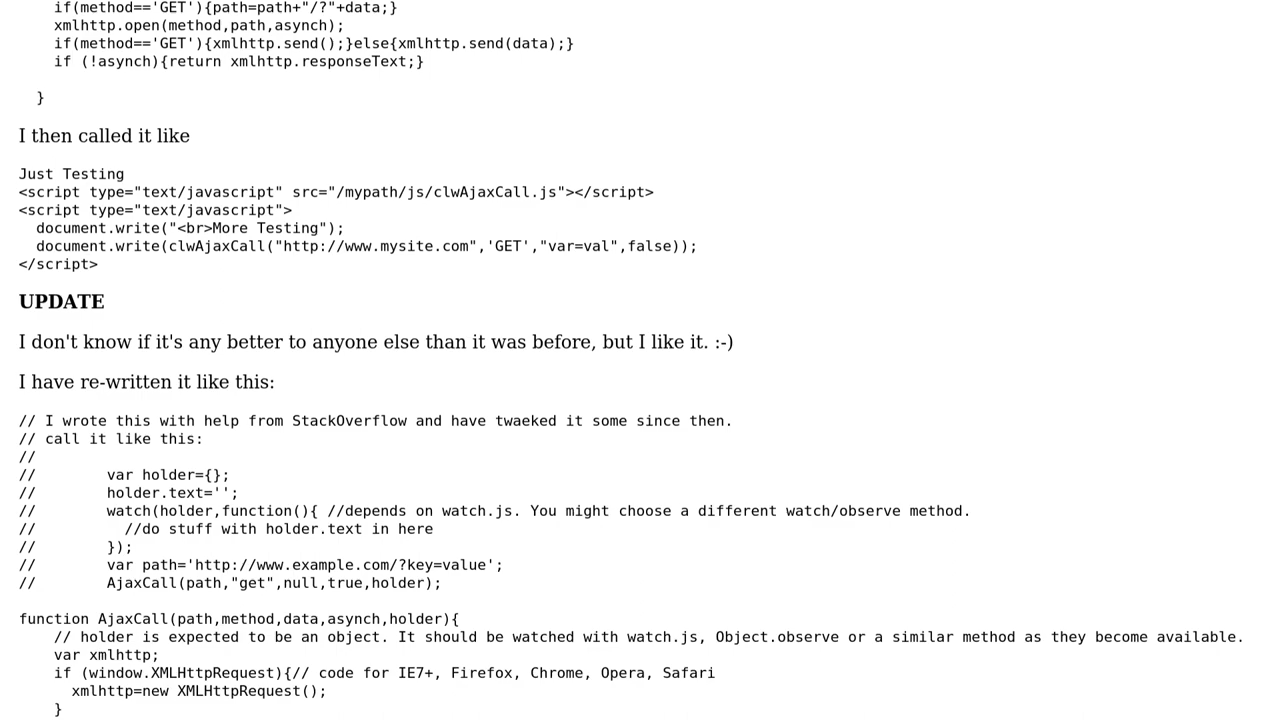 if(method=='GET'){path=path+"/?"+data;}
xmlhttp.open(method,path,asynch);
if(method=='GET'){xmlhttp.send();}else{xmlhttp.send(data);}
if (!asynch){return xmlhttp.responseText;}
}
I then called it like
Just Testing
<script type="text/javascript" src="/mypath/js/clwAjaxCall.js"></script>
<script type="text/javascript">
document.write("<br>More Testing");
document.write(clwAjaxCall("http://www.mysite.com",'GET',"var=val",false));
</script>
UPDATE
I don't know if it's any better to anyone else than it was before, but I like it. :-)
I have re-written it like this:
// I wrote this with help from StackOverflow and have twaeked it some since then.
// call it like this:
//
// var holder={};
// holder.text='';
// watch(holder,function(){ //depends on watch.js. You might choose a different watch/observe method.
// //do stuff with holder.text in here
// });
// var path='http://www.example.com/?key=value';
// AjaxCall(path,"get",null,true,holder);
function AjaxCall(path,method,data,asynch,holder){
// holder is expected to be an object. It should be watched with watch.js, Object.observe or a similar method as they become available.
var xmlhttp;
if (window.XMLHttpRequest){// code for IE7+, Firefox, Chrome, Opera, Safari
xmlhttp=new XMLHttpRequest();
}